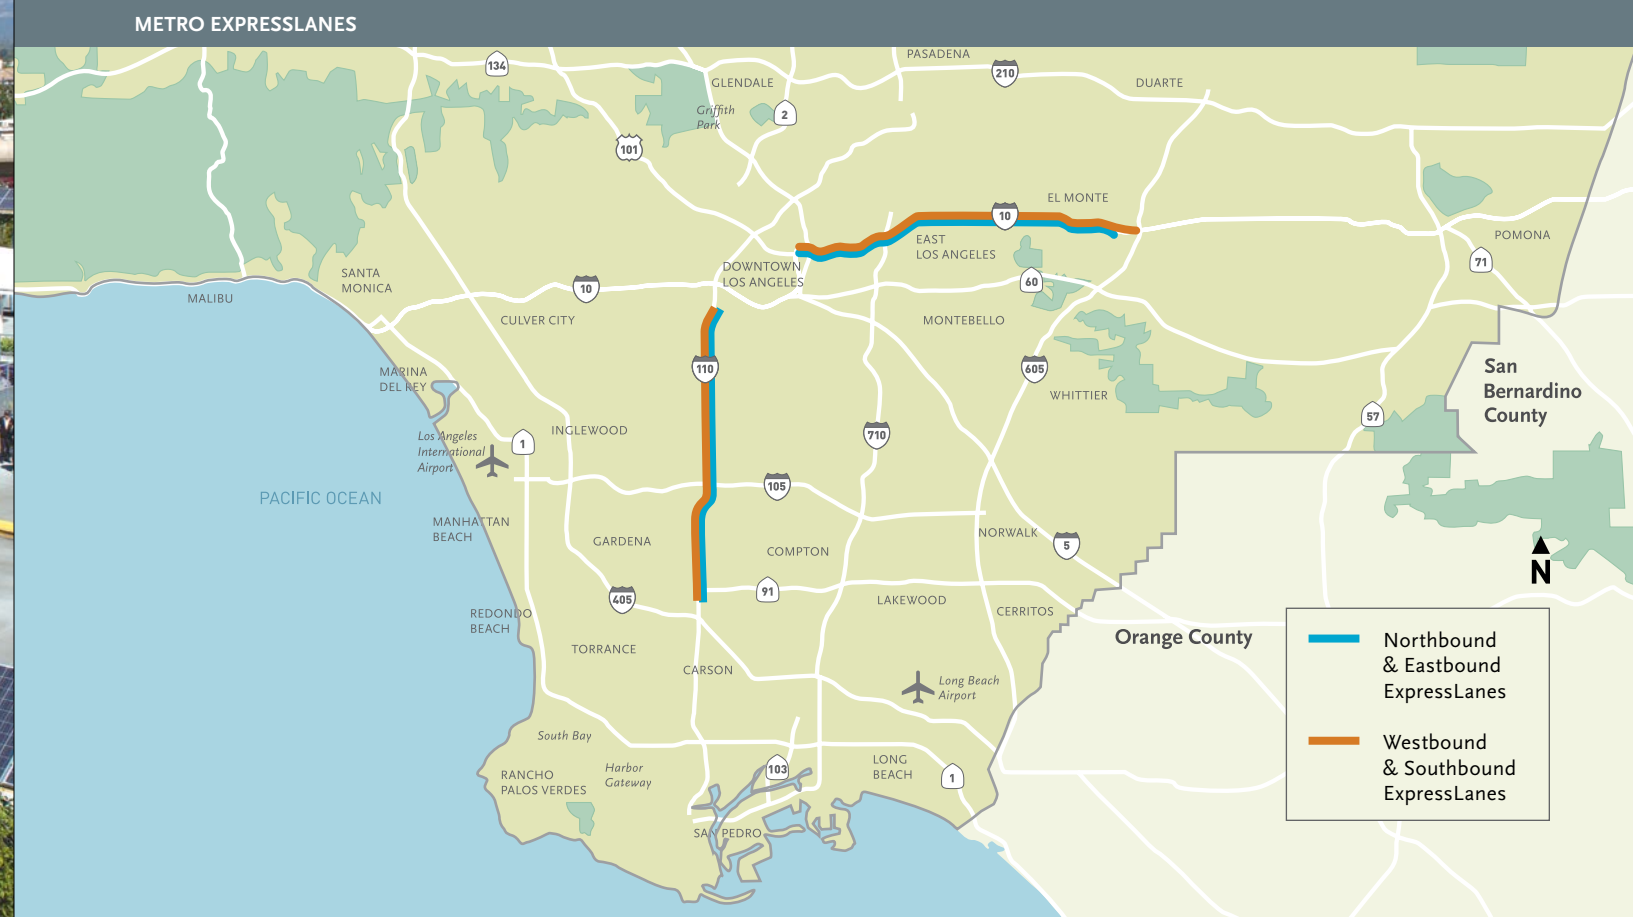 METRO EXPRESSLANES
PASADENA
134
210
GLENDALE
DUARTE
Griffith
Park
2
101
EL MONTE
10
EAST
LOS ANGELES
POMONA
71
DOWNTOWN
LOS ANGELES
SANTA
MONICA
60
10
MALIBU
CULVER CITY
MONTEBELLO
110
605
San
Bernardino
County
MARINA
DEL REY
WHITTIER
57
Los Angeles
International
Airport
1
INGLEWOOD
710
105
PACIFIC OCEAN
MANHATTAN
BEACH
GARDENA
COMPTON
NORWALK
5
N
91
405
LAKEWOOD
CERRITOS
REDONDO
BEACH
Orange County
TORRANCE
CARSON
Long Beach
Airport
South Bay
Harbor
Gateway
103
LONG
BEACH
1
RANCHO
PALOS VERDES
SAN PEDRO
Northbound
& Eastbound
ExpressLanes
Westbound
& Southbound
ExpressLanes